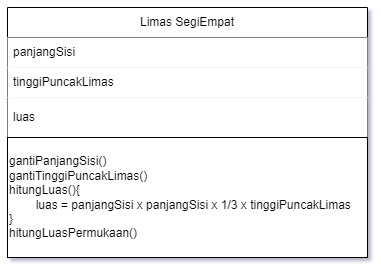 Limas SegiEmpat
panjangSisi
tinggiPuncakLimas
luas
gantiPanjangSisi()
gantiTinggiPuncakLimas()
hitungLuas(){
luas = panjangSisi x panjangSisi x 1/3 x tinggiPuncakLimas
}
hitungLuasPermukaan()